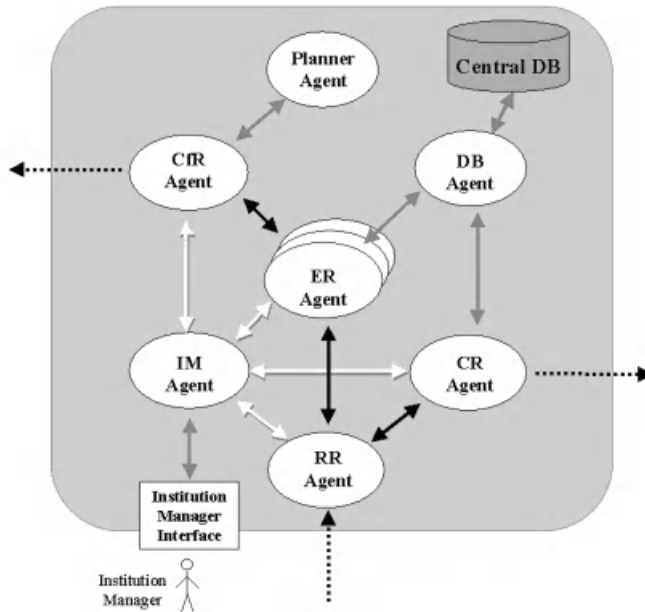 Planner
Agent
Central DB
CfR
Agent
DB
Agent
ER
Agent
IM
Agent
CR
Agent
RR
Agent
Institution
Manager
Interface
Institution
Manager